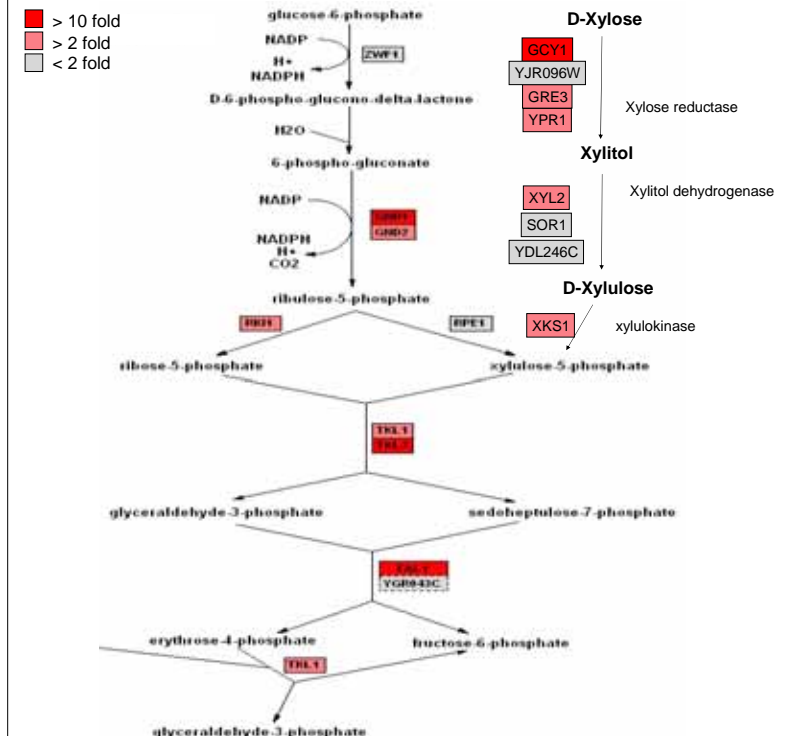 > 10 fold
> 2 fold
< 2 fold
glucose-6-phosphate
NADP
ZWF1
H+
NADPH
D-6-phospho-glucono-delta-lactone
H2O
6-phospho-gluconate
NADP
GND1
GND2
NADPH
H+
CO2
ribulose-5-phosphate
RKI1
RPE1
ribose-5-phosphate
xylulose-5-phosphate
TKL1
TKL2
glyceraldehyde-3-phosphate
sedoheptulose-7-phosphate
TAL1
YGR043C
erythrose-4-phosphate
fructose-6-phosphate
TKL1
glyceraldehyde-3-phosphate
D-Xylose
GCY1
YJR096W
GRE3
YPR1
Xylose reductase
Xylitol
XYL2
SOR1
YDL246C
Xylitol dehydrogenase
D-Xylulose
XKS1
xylulokinase